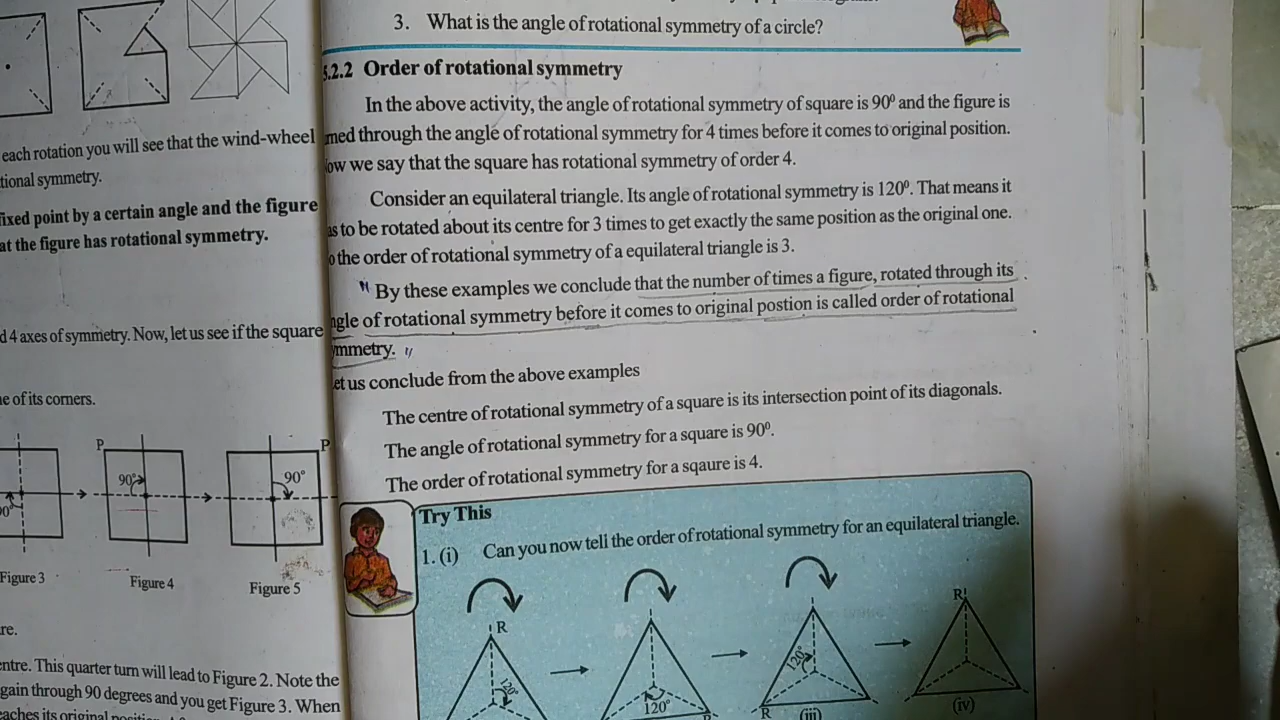 each rotation you will see that the wind-wheel
tional symmetry.
fixed point by a certain angle and the figure
at the figure has rotational symmetry.
d 4 axes of symmetry. Now, let us see if the square
e of its corners.
P
90°
P
90°
Figure 3
Figure 4
Figure 5
re.
entre. This quarter turn will lead to Figure 2. Note the
gain through 90 degrees and you get Figure 3. When
3. What is the angle of rotational symmetry of a circle?
5.2.2 Order of rotational symmetry
In the above activity, the angle of rotational symmetry of square is 90⁰ and the figure is
med through the angle of rotational symmetry for 4 times before it comes to original position.
ow we say that the square has rotational symmetry of order 4.
Consider an equilateral triangle. Its angle of rotational symmetry is 120⁰. That means it
as to be rotated about its centre for 3 times to get exactly the same position as the original one.
o the order of rotational symmetry of a equilateral triangle is 3.
By these examples we conclude that the number of times a figure, rotated through its
ngle of rotational symmetry before it comes to original postion is called order of rotational
mmetry.
et us conclude from the above examples
The centre of rotational symmetry of a square is its intersection point of its diagonals.
The angle of rotational symmetry for a square is 90⁰.
The order of rotational symmetry for a sqaure is 4.
Try This
1. (i) Can you now tell the order of rotational symmetry for an equilateral triangle.
R
120°
120°
R
120°
R
(iii)
R
(iv)